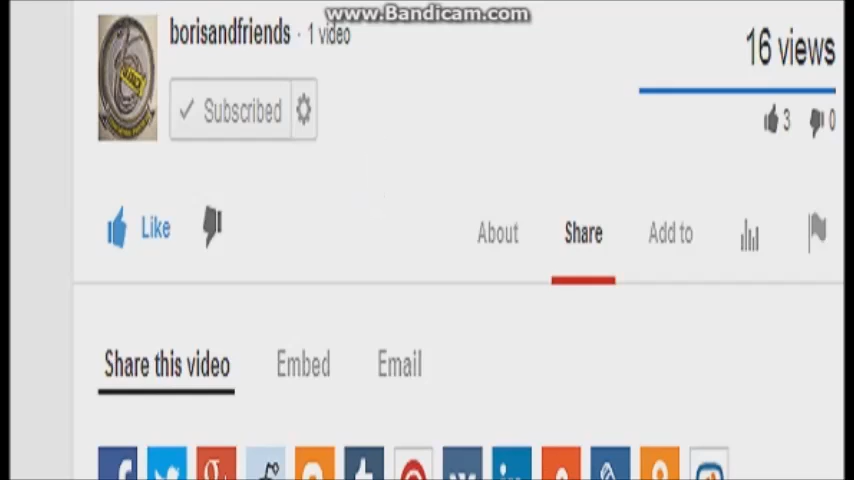 www.Bandicam.com
borisandfriends · 1 video
16 views
✓ Subscribed
3 0
Like
About Share Add to
Share this video Embed Email